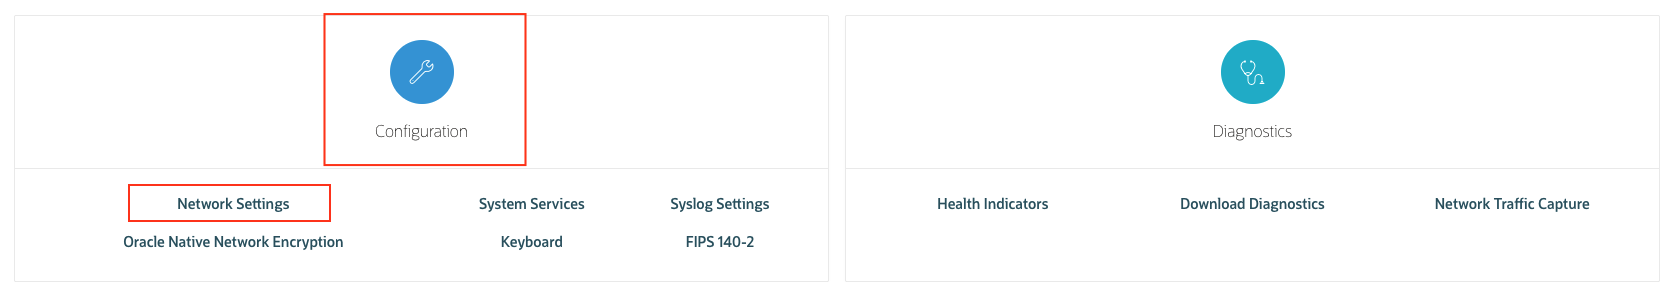 Configuration
Network Settings
System Services
Syslog Settings
Oracle Native Network Encryption
Keyboard
FIPS 140-2
Diagnostics
Health Indicators
Download Diagnostics
Network Traffic Capture